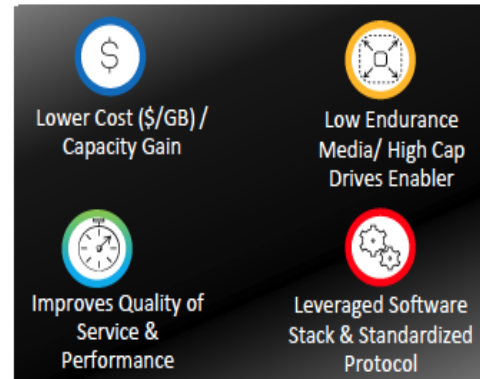 $
Lower Cost ($/GB) /
Capacity Gain
Low Endurance
Media/ High Cap
Drives Enabler
Improves Quality of
Service &
Performance
Leveraged Software
Stack & Standardized
Protocol